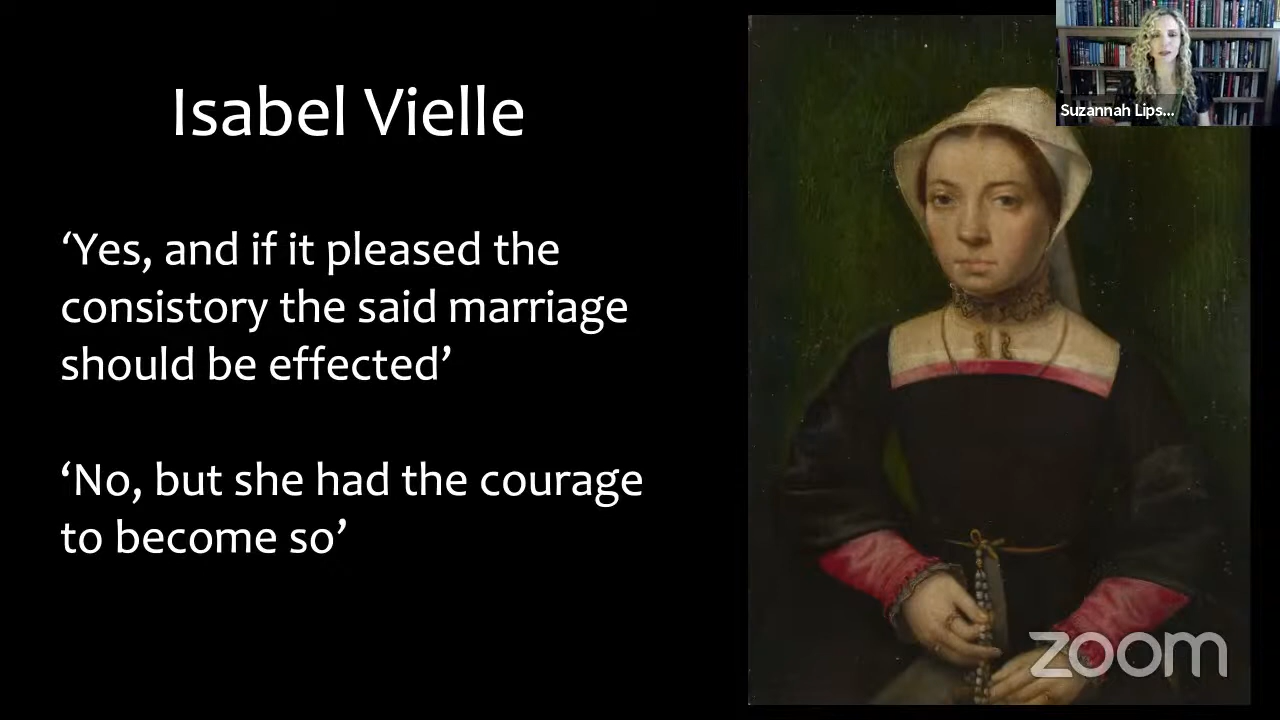 Isabel Vielle
‘Yes, and if it pleased the
consistory the said marriage
should be effected’
‘No, but she had the courage
to become so’
Suzannah Lips...
zoom